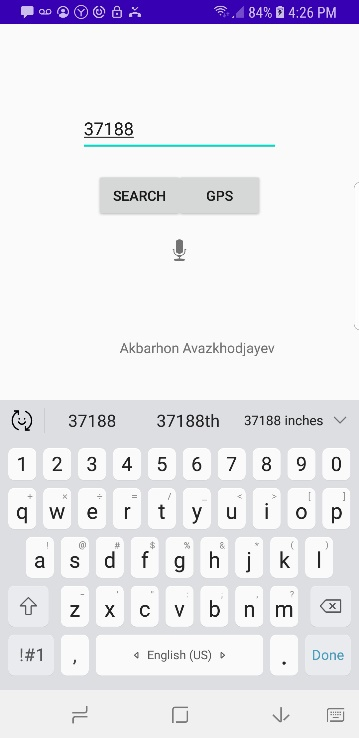 84% 4:26 PM
37188
SEARCH GPS
Akbarhon Avazkhodjayev
37188 37188th 37188 inches
1 2 3 4 5 6 7 8 9 0
q w e r t y u i o p
a s d f g h j k l
z x c v b n m
!#1 , English (US) . Done